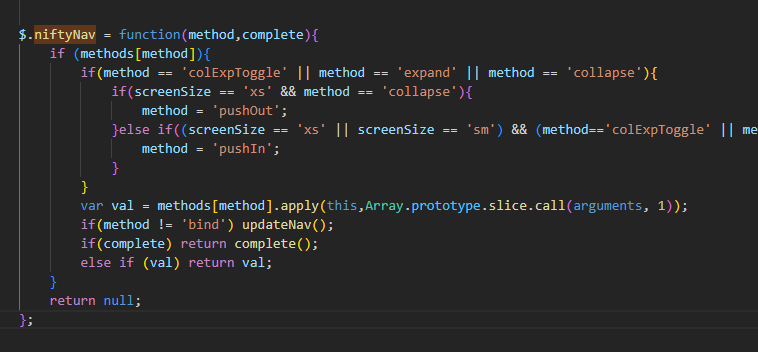 $.niftyNav = function(method,complete){
if (methods[method]){
if(method == 'colExpToggle' || method == 'expand' || method == 'collapse'){
if(screenSize == 'xs' && method == 'collapse'){
method = 'pushOut';
}else if((screenSize == 'xs' || screenSize == 'sm') && (method=='colExpToggle' || me
method = 'pushIn';
}
}
var val = methods[method].apply(this,Array.prototype.slice.call(arguments, 1));
if(method != 'bind') updateNav();
if(complete) return complete();
else if (val) return val;
}
return null;
};